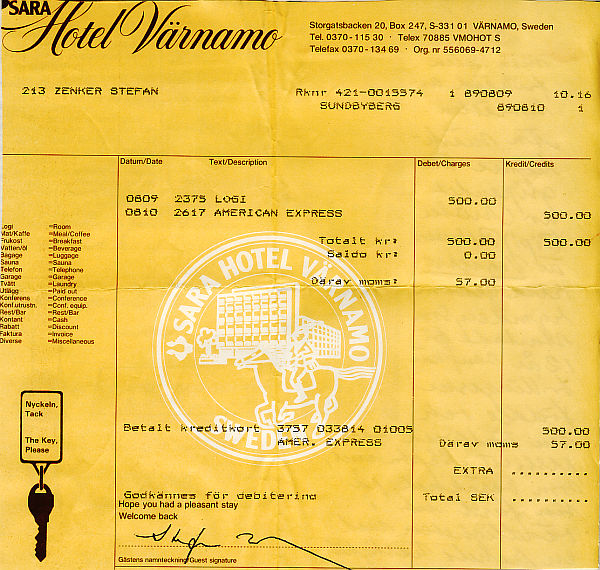 SARA
Hotel Värnamo
Storgatsbacken 20, Box 247, S-331 01 VÄRNAMO, Sweden
Tel. 0370-115 30 · Telex 70885 VMOHOT S
Telefax 0370-134 69 · Org. nr 556069-4712
213 ZENKER STEFAN Rknr 421-0015574 1 890809 10.16
SUNDBYBERG 890810 1
Datum/Date Text/Description Debet/Charges Kredit/Credits
0809 2375 LOGI 500.00
0810 2617 AMERICAN EXPRESS 500.00
Totalt kr: 500.00 500.00
Saldo kr: 0.00
Därav moms: 57.00
Logi =Room
Mat/Kaffe =Meal/Coffee
Frukost =Breakfast
Vatten/öl =Beverage
Bagage =Luggage
Sauna =Sauna
Telefon =Telephone
Garage =Garage
Tvätt =Laundry
Utlägg =Paid out
Konferens =Conference
Konf.utrustn. =Conf. equip.
Rest/Bar =Rest/Bar
Kontant =Cash
Rabatt =Discount
Faktura =Invoice
Diverse =Miscellaneous
SARA HOTEL VÄRNAMO
SWEDEN
Nyckeln,
Tack
The Key,
Please
Betalt kreditkort 3757 033814 01005 500.00
AMER. EXPRESS Därav moms 57.00
EXTRA ..........
Godkännes för debitering Total SEK ..........
Hope you had a pleasant stay
Welcome back
Gästens namnteckning/Guest signature